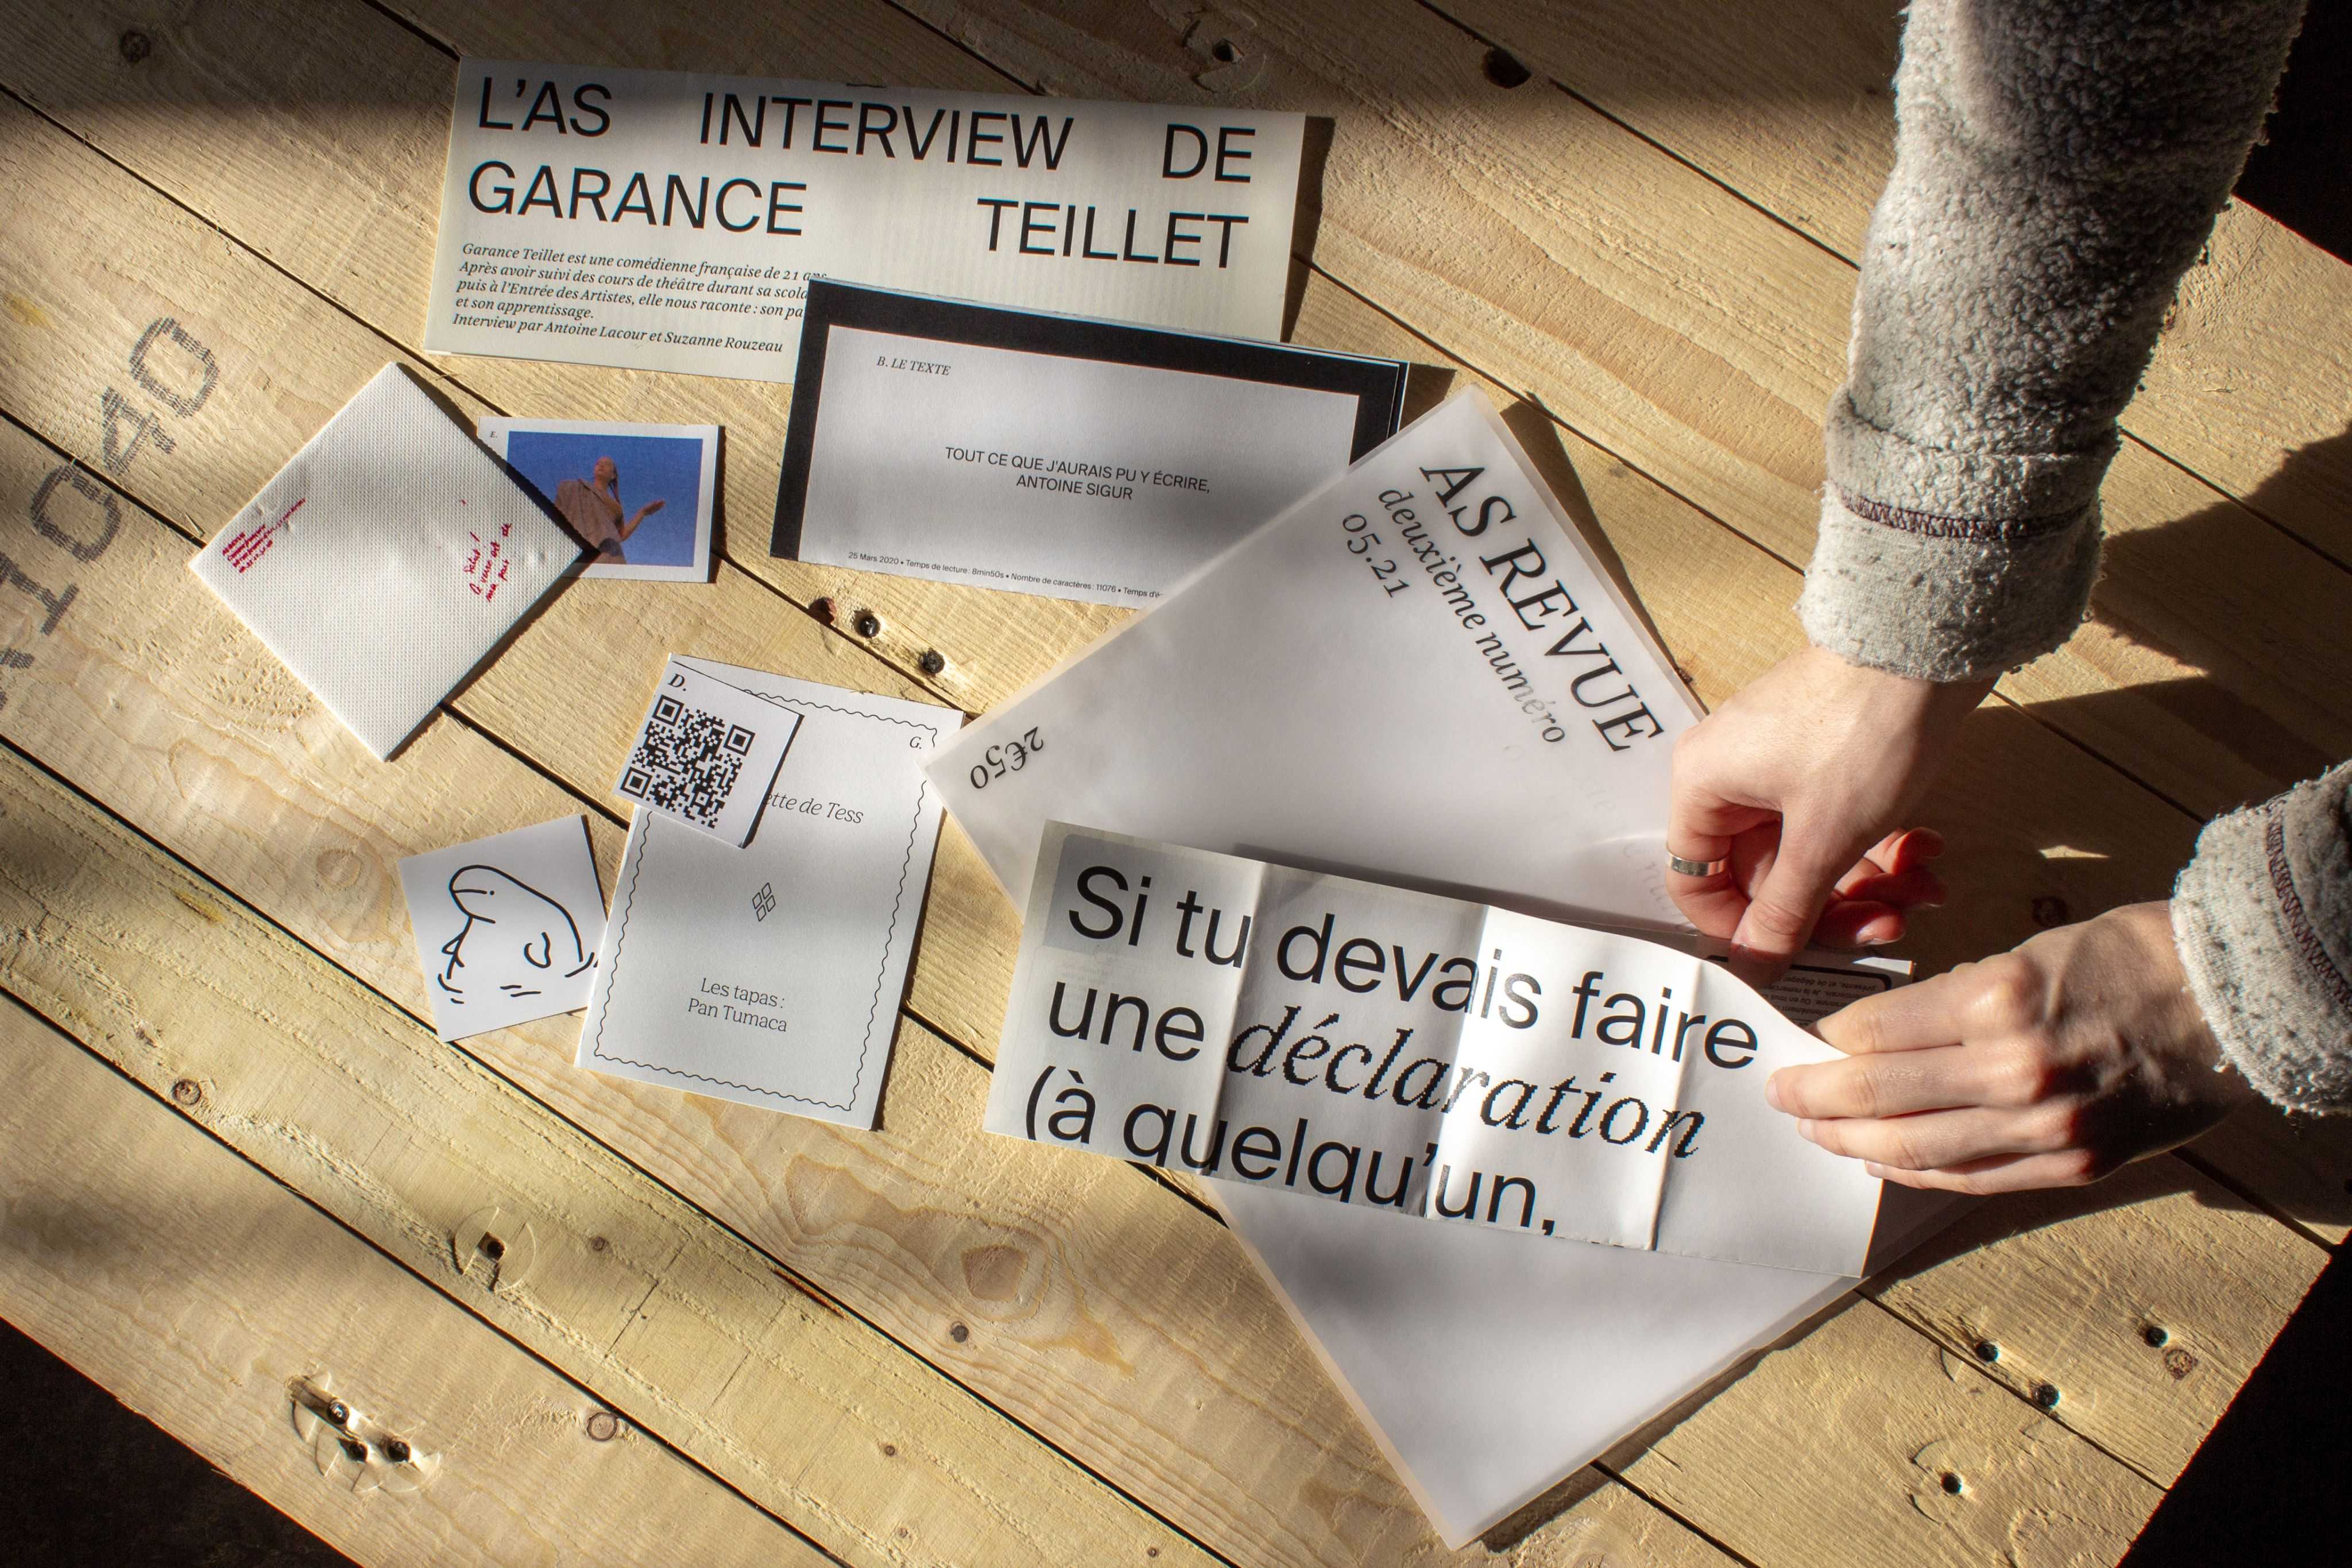 L'AS INTERVIEW DE
GARANCE TEILLET
Garance Teillet est une comédienne française de 21 ans.
Après avoir suivi des cours de théâtre durant sa
puis à l'Entrée des Artistes, elle nous raconte : son
et son apprentissage.
Interview par Antoine Lacour et Suzanne Rouzeau
B. LE TEXTE
TOUT CE QUE J'AURAIS PU Y ÉCRIRE,
ANTOINE SIGUR
25 Mars 2020 • Temps de lecture : 8min50s • Nombre de caractères : 11076 • Temps
E.
AS REVUE
deuxième numéro
05.21
2€50
D.
G.
de Tess
Les tapas :
Pan Tumaca
Si tu devais faire
une déclaration
(à quelqu'un,
1040
Salut !